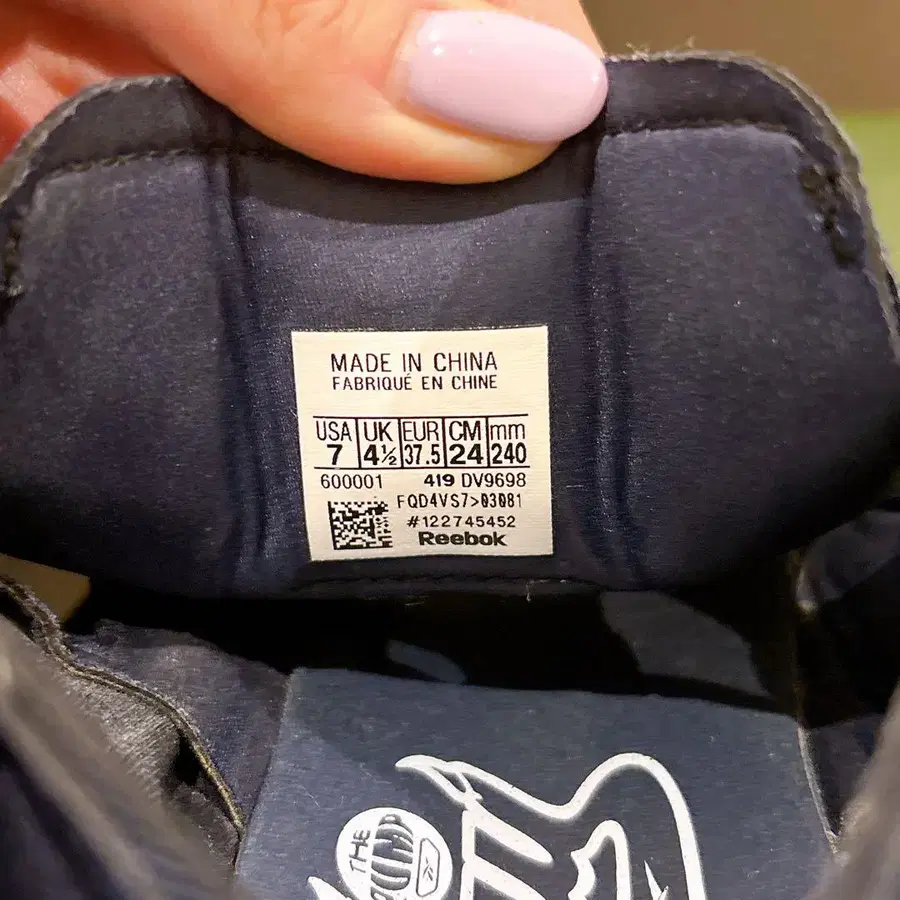 MADE IN CHINA
FABRIQUÉ EN CHINE
USA UK EUR CM mm
7 4½ 37.5 24 240
600001 419 DV9698
FQD4VS7>03081
#122745452
Reebok
THE